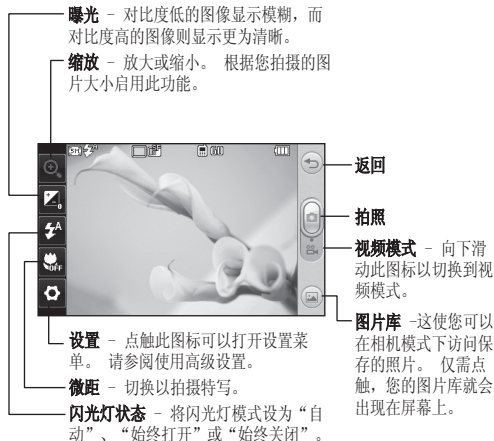 曝光 – 对比度低的图像显示模糊，而
对比度高的图像则显示更为清晰。
缩放 – 放大或缩小。 根据您拍摄的图
片大小启用此功能。
返回
拍照
视频模式 – 向下滑
动此图标以切换到视
频模式。
图片库 –这使您可以
在相机模式下访问保
存的照片。 仅需点
触，您的图片库就会
出现在屏幕上。
设置 – 点触此图标可以打开设置菜
单。 请参阅使用高级设置。
微距 – 切换以拍摄特写。
闪光灯状态 – 将闪光灯模式设为“自
动”、“始终打开”或“始终关闭”。
5M
A
OFF